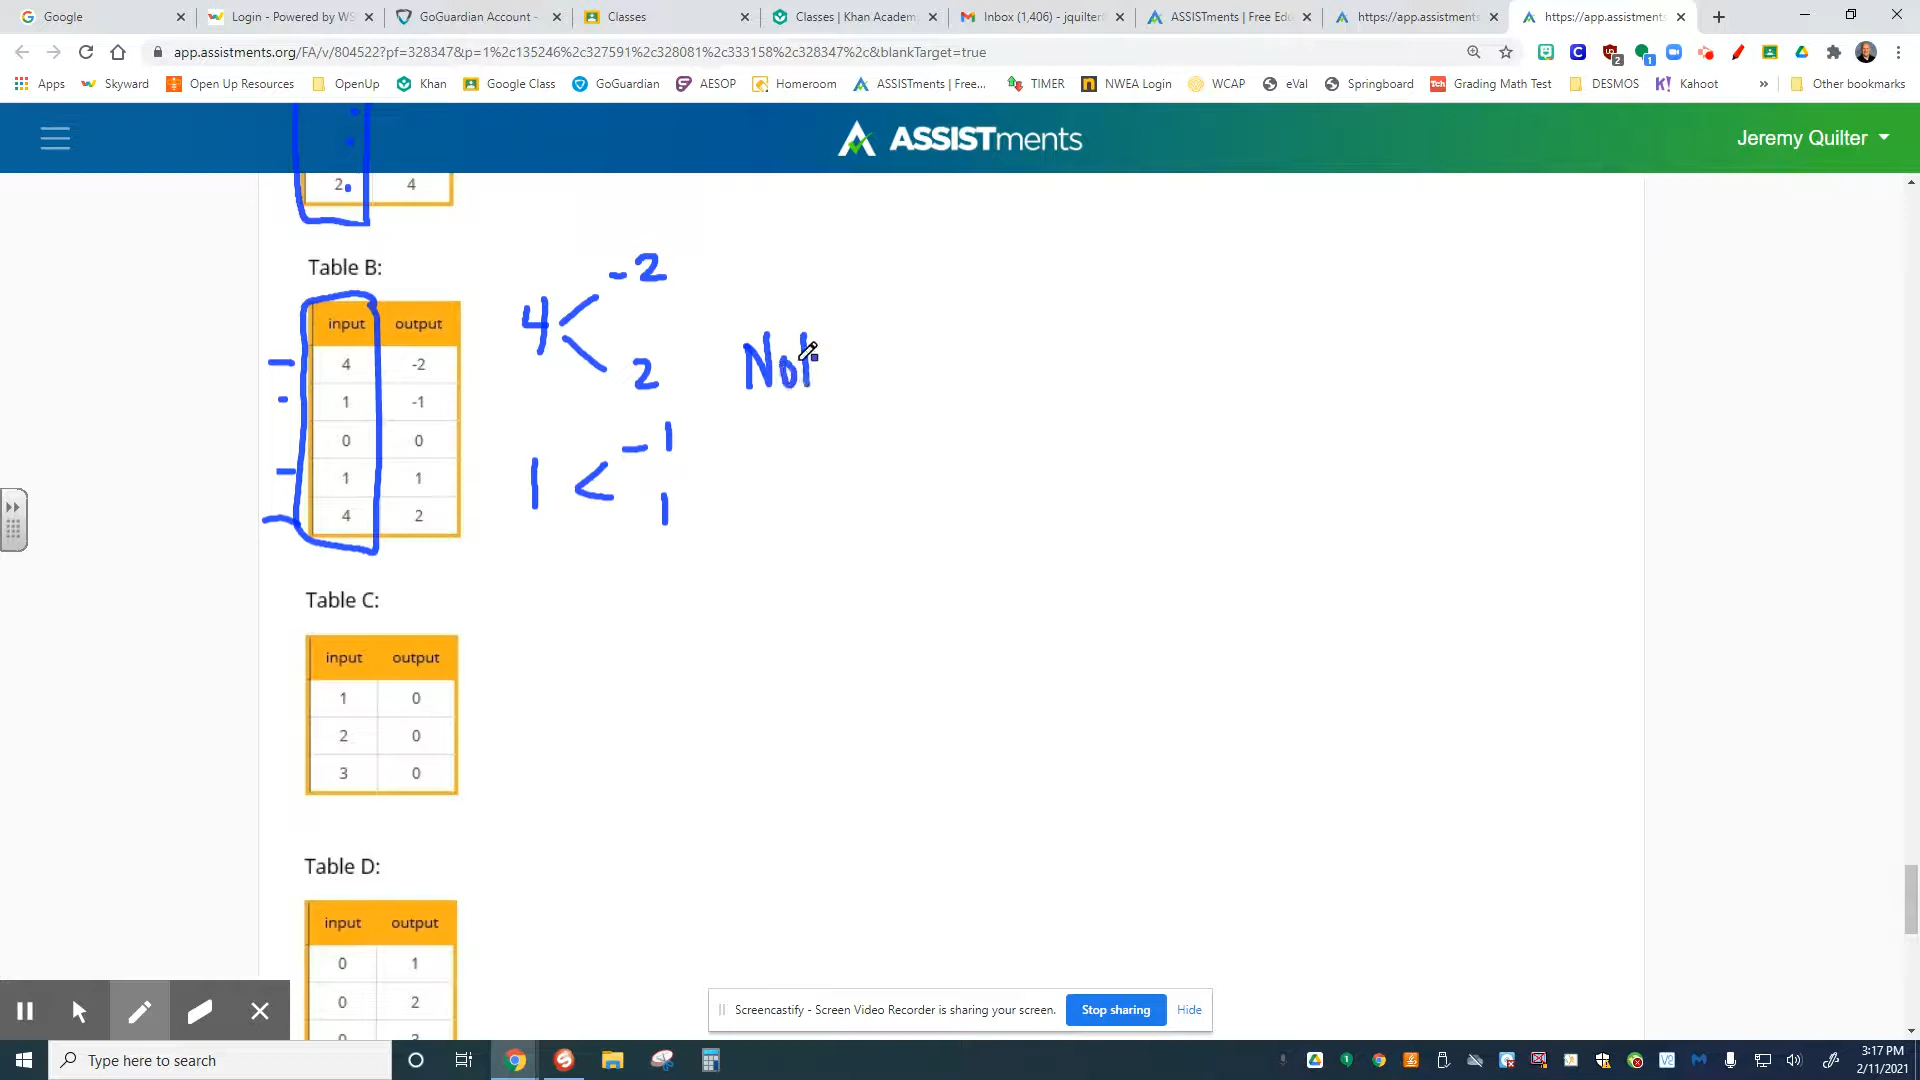 Google
Login - Powered by WS
GoGuardian Account -
Classes
Classes | Khan Academ
Inbox (1,406) - jquilter
ASSISTments | Free Edu
https://app.assistments
https://app.assistments
app.assistments.org/FA/v/804522?pf=328347&p=1%2c135246%2c327591%2c328081%2c333158%2c328347%2c&blankTarget=true
Apps
Skyward
Open Up Resources
OpenUp
Khan
Google Class
GoGuardian
AESOP
Homeroom
ASSISTments | Free...
TIMER
NWEA Login
WCAP
eVal
Springboard
Grading Math Test
DESMOS
Kahoot
Other bookmarks
ASSISTments
Jeremy Quilter
2 4
Table B:
input output
4 -2
1 -1
0 0
1 1
4 2
4 < -2
2
Not
1 < -1
1
Table C:
input output
1 0
2 0
3 0
Table D:
input output
0 1
0 2
Screencastify - Screen Video Recorder is sharing your screen.
Stop sharing
Hide
Type here to search
3:17 PM
2/11/2021